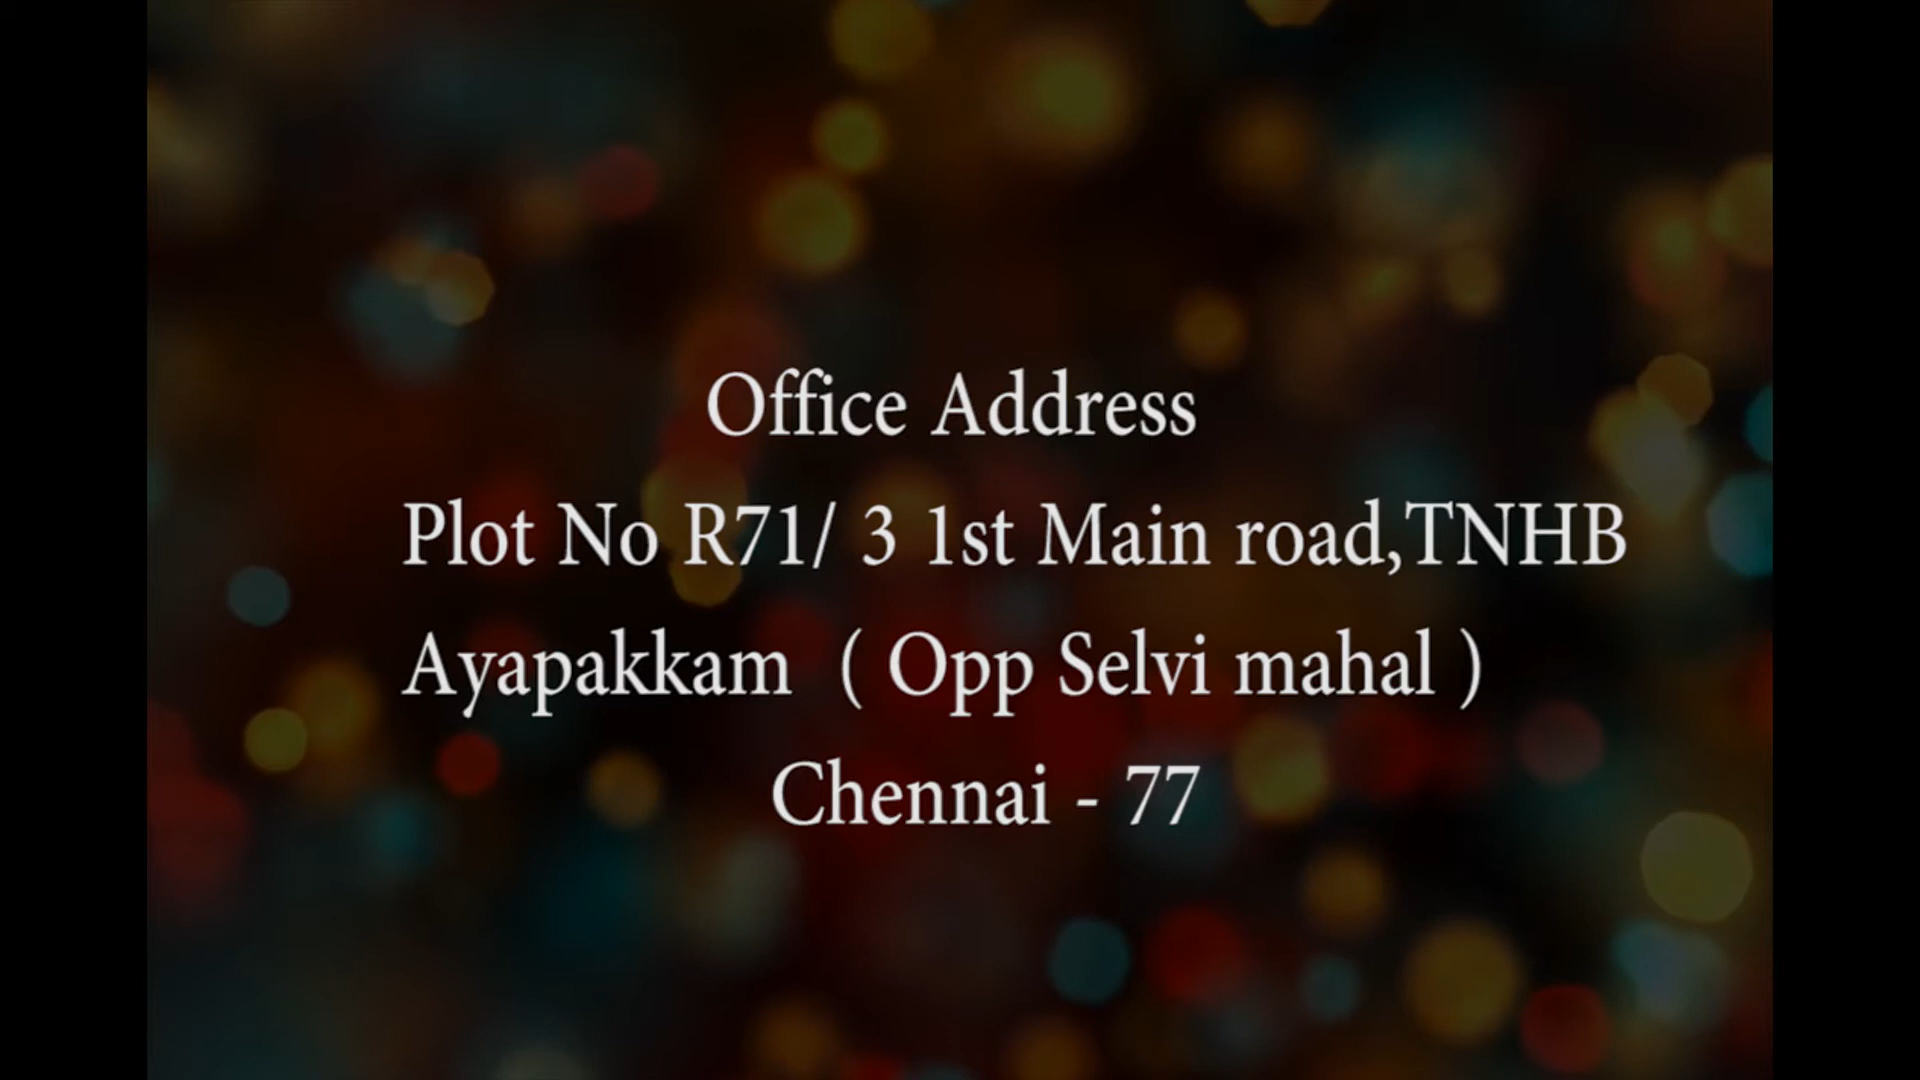 Office Address
Plot No R71/ 3 1st Main road,TNHB
Ayapakkam ( Opp Selvi mahal )
Chennai - 77